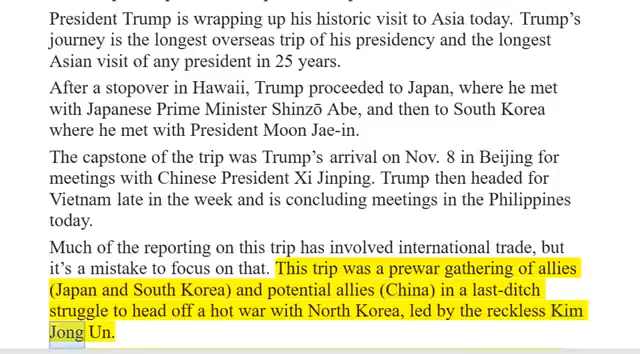 President Trump is wrapping up his historic visit to Asia today. Trump’s
journey is the longest overseas trip of his presidency and the longest
Asian visit of any president in 25 years.
After a stopover in Hawaii, Trump proceeded to Japan, where he met
with Japanese Prime Minister Shinzō Abe, and then to South Korea
where he met with President Moon Jae-in.
The capstone of the trip was Trump’s arrival on Nov. 8 in Beijing for
meetings with Chinese President Xi Jinping. Trump then headed for
Vietnam late in the week and is concluding meetings in the Philippines
today.
Much of the reporting on this trip has involved international trade, but
it’s a mistake to focus on that. This trip was a prewar gathering of allies
(Japan and South Korea) and potential allies (China) in a last-ditch
struggle to head off a hot war with North Korea, led by the reckless Kim
Jong Un.